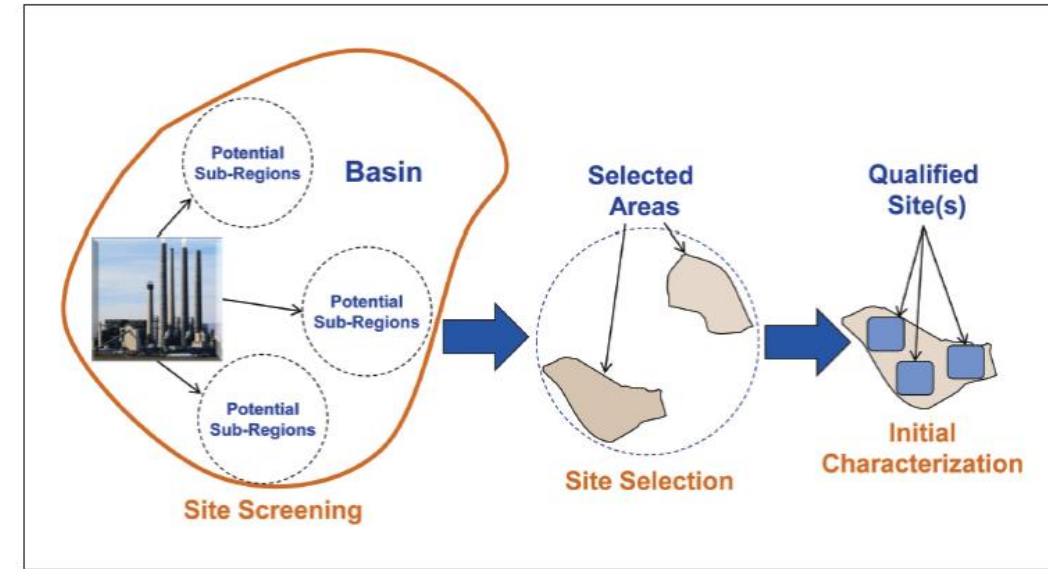 Potential
Sub-Regions
Basin
Potential
Sub-Regions
Potential
Sub-Regions
Site Screening
Selected
Areas
Site Selection
Qualified
Site(s)
Initial
Characterization